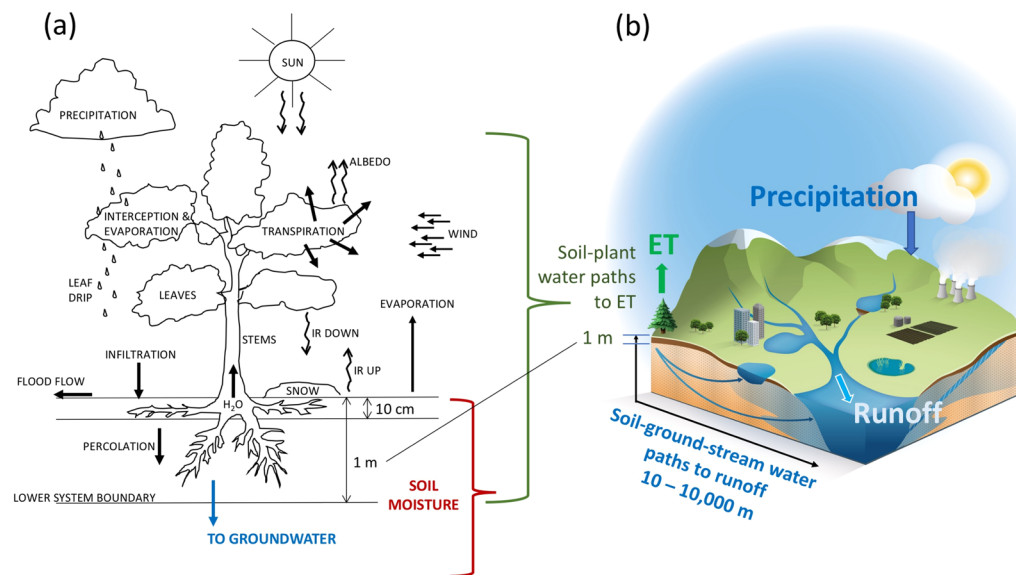 (a)
SUN
PRECIPITATION
ALBEDO
INTERCEPTION &
EVAPORATION
TRANSPIRATION
WIND
LEAF
DRIP
LEAVES
EVAPORATION
IR DOWN
STEMS
INFILTRATION
IR UP
FLOOD FLOW
SNOW
H₂O
10 cm
PERCOLATION
1 m
LOWER SYSTEM BOUNDARY
SOIL
MOISTURE
TO GROUNDWATER
Soil-plant
water paths
to ET
1 m
(b)
Precipitation
ET
Runoff
Soil-ground-stream water
paths to runoff
10 – 10,000 m